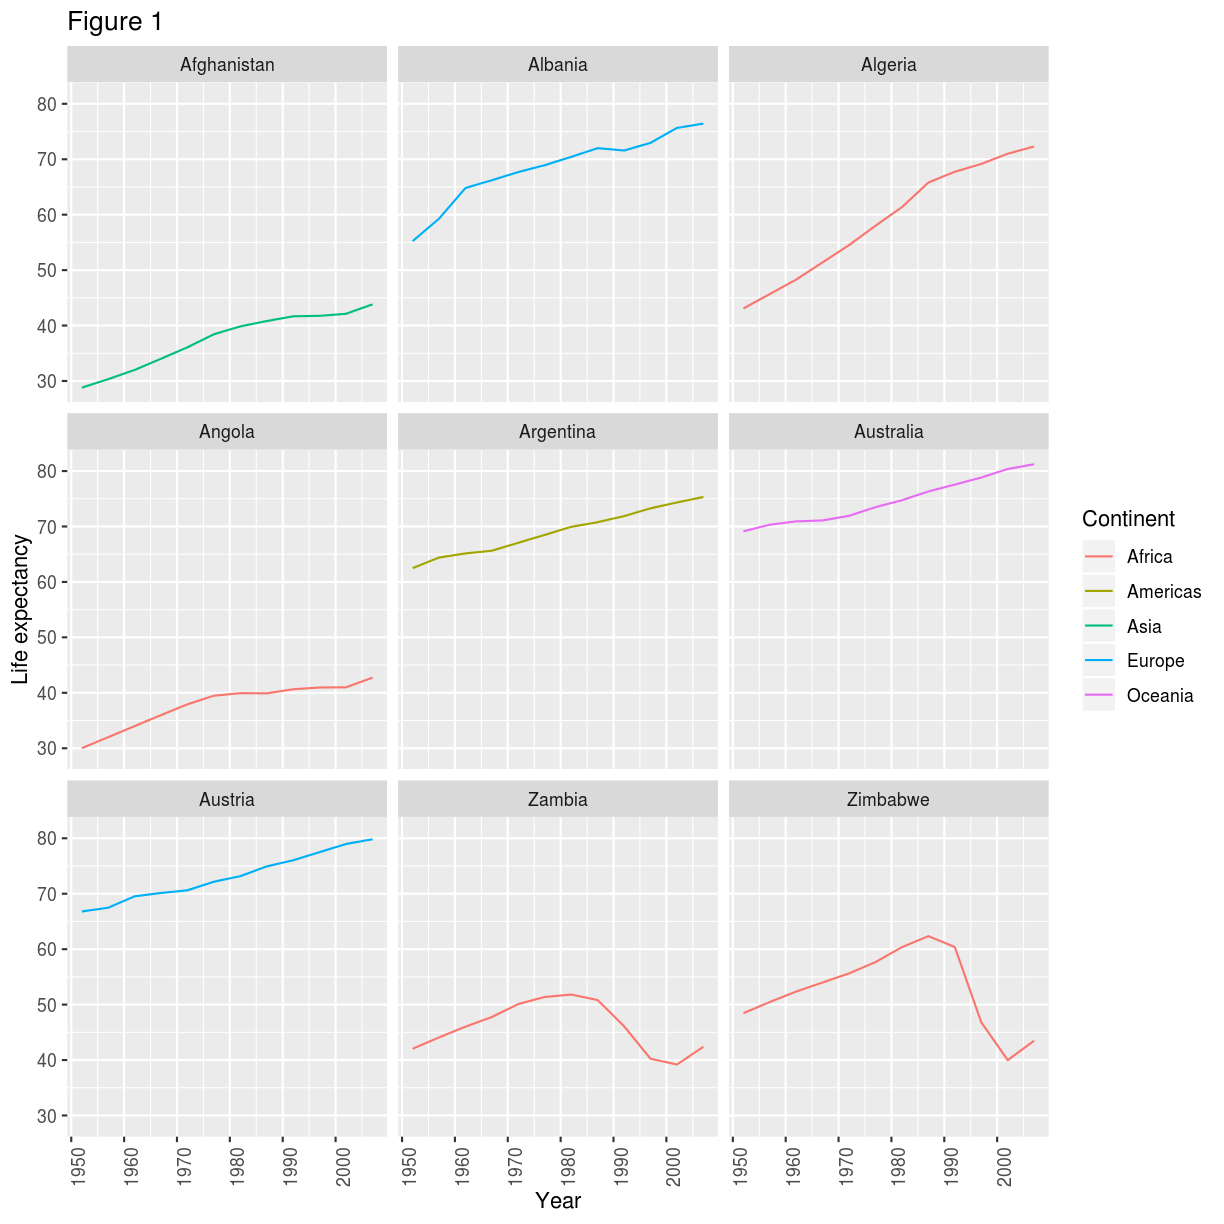 Figure 1
Afghanistan
Albania
Algeria
80
70
60
50
40
30
Angola
Argentina
Australia
80
70
60
50
40
30
Austria
Zambia
Zimbabwe
80
70
60
50
40
30
1950
1960
1970
1980
1990
2000
1950
1960
1970
1980
1990
2000
1950
1960
1970
1980
1990
2000
Year
Life expectancy
Continent
Africa
Americas
Asia
Europe
Oceania